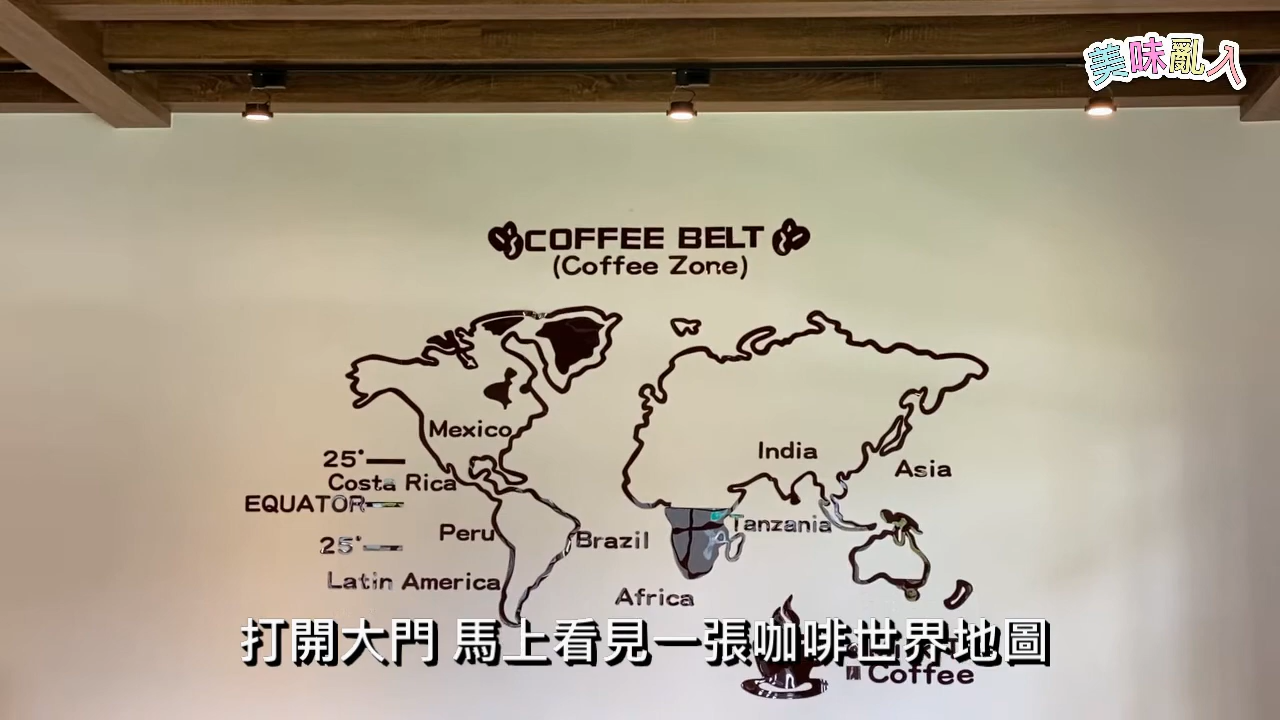 美味亂入
COFFEE BELT
(Coffee Zone)
Mexico
25°
India
Asia
Costa Rica
EQUATOR
Tanzania
Peru
Brazil
25°
Latin America
Africa
打開大門 馬上看見一張咖啡世界地圖
Coffee